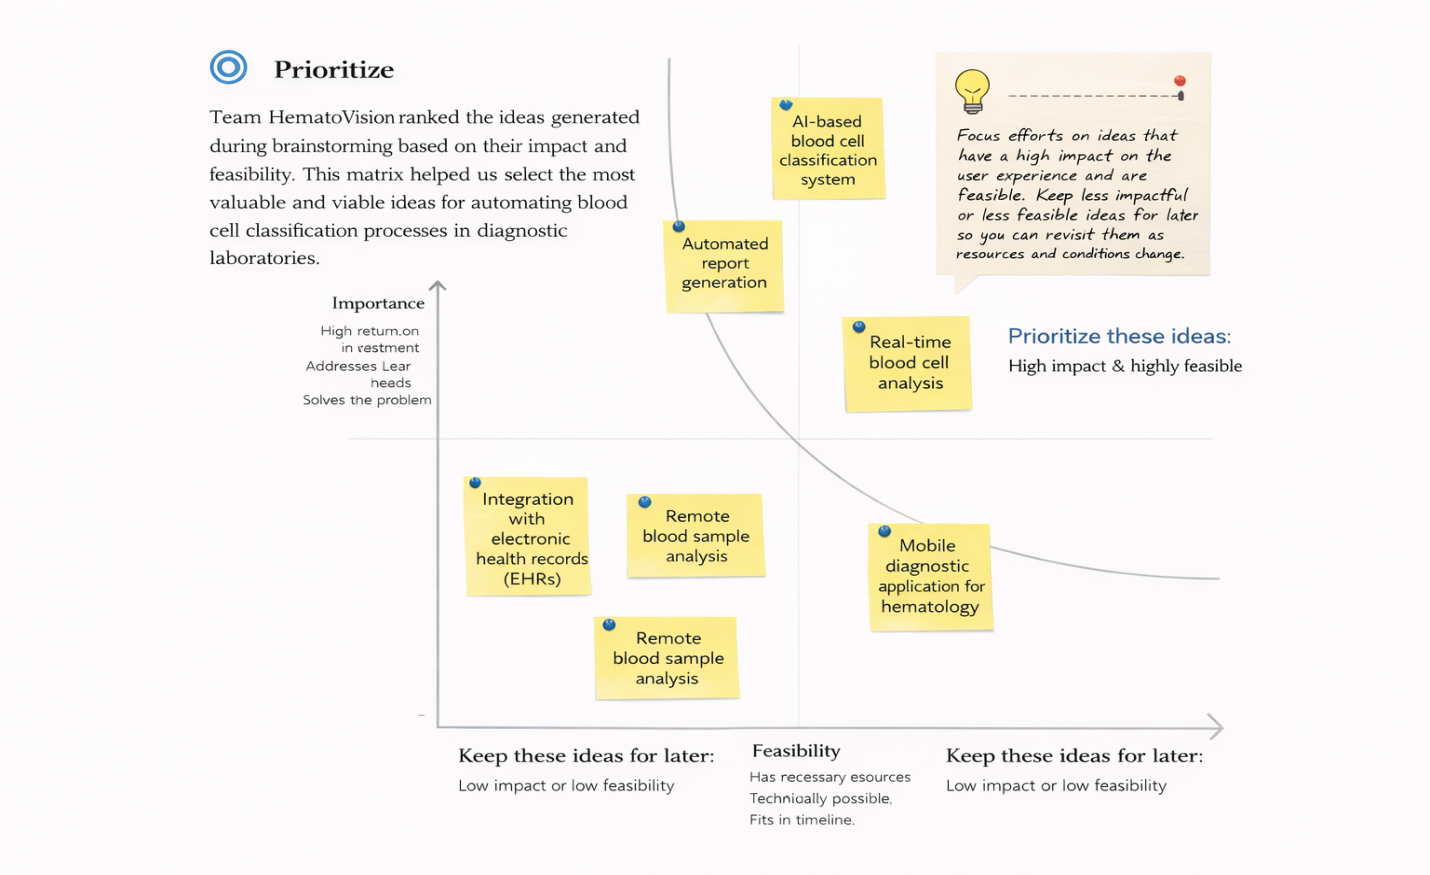 Prioritize
Team HematoVision ranked the ideas generated
during brainstorming based on their impact and
feasibility. This matrix helped us select the most
valuable and viable ideas for automating blood
cell classification processes in diagnostic
laboratories.
AI-based
blood cell
classification
system
Focus efforts on ideas that
have a high impact on the
user experience and are
feasible. Keep less impactful
or less feasible ideas for later
so you can revisit them as
resources and conditions change.
Automated
report
generation
Importance
High return.on
in restment
Addresses Lear
heeds
Solves the problem
Real-time
blood cell
analysis
Prioritize these ideas:
High impact & highly feasible
Integration
with
electronic
health records
(EHRs)
Remote
blood sample
analysis
Mobile
diagnostic
application for
hematology
Remote
blood sample
analysis
Keep these ideas for later:
Low impact or low feasibility
Feasibility
Has recessary esources
Technically possible,
Fits in timeline.
Keep these ideas for later:
Low impact or low feasibility